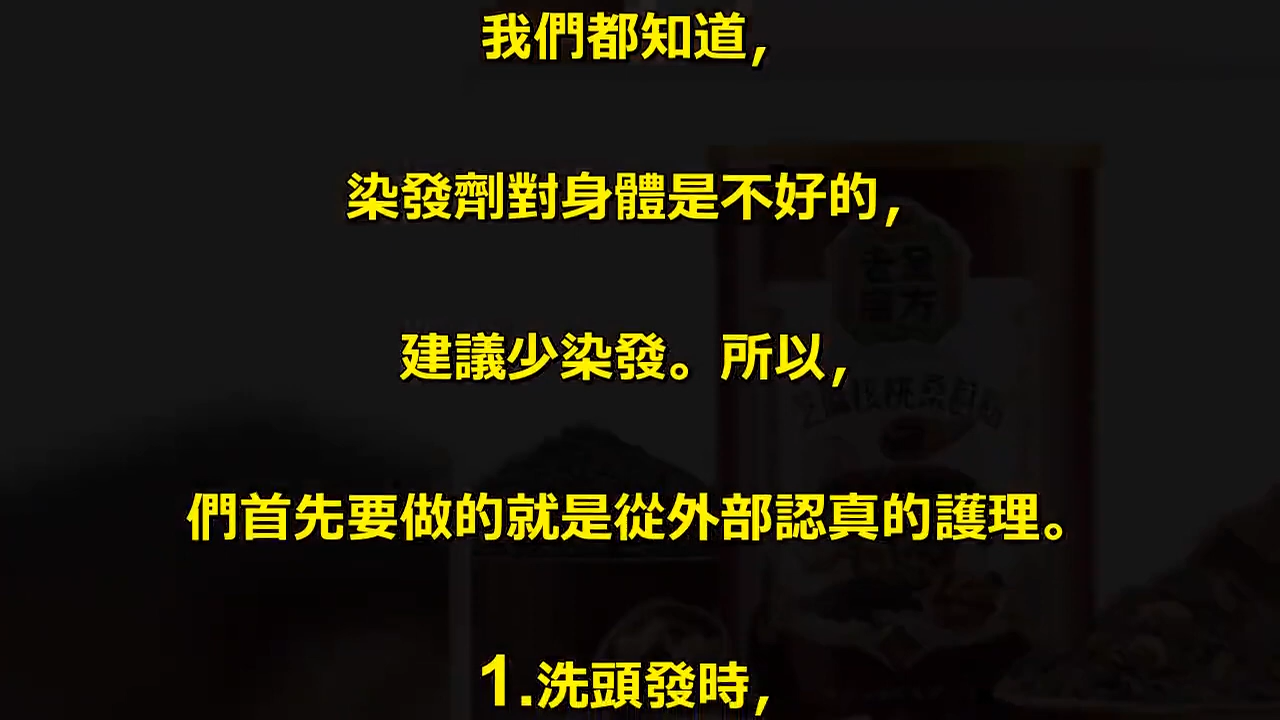 我們都知道，
染發劑對身體是不好的，
建議少染發。所以，
們首先要做的就是從外部認真的護理。
1.洗頭發時，